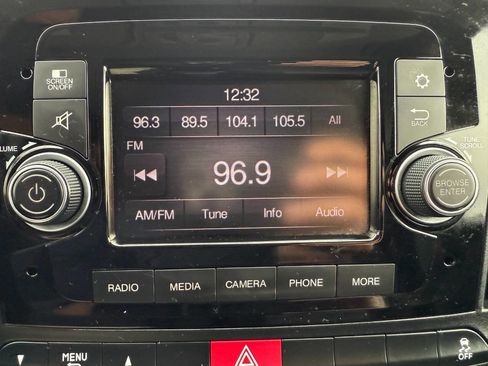 12:32
SCREEN
ON/OFF
96.3 89.5 104.1 105.5 All
FM
BACK
VOLUME
TUNE
SCROLL
96.9
BROWSE
ENTER
AM/FM Tune Info Audio
RADIO MEDIA CAMERA PHONE MORE
MENU
OFF